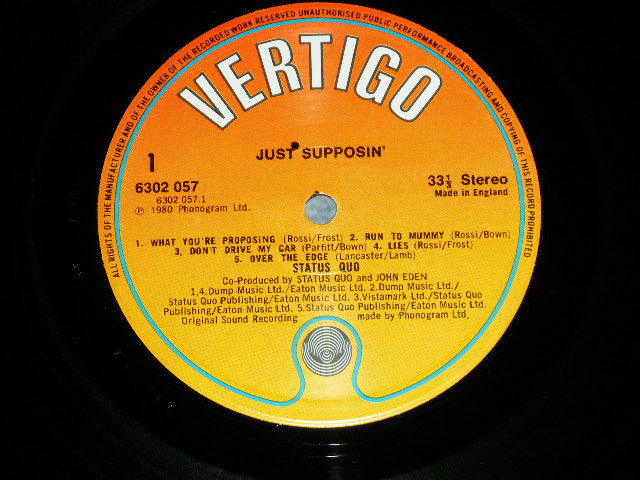 ALL RIGHTS OF THE MANUFACTURER AND OF THE OWNER OF THE RECORDED WORK RESERVED UNAUTHORISED PUBLIC PERFORMANCE BROADCASTING AND COPYING OF THIS RECORD PROHIBITED
VERTIGO
JUST SUPPOSIN'
1
6302 057
6302 057.1
℗ 1980 Phonogram Ltd.
33⅓ Stereo
Made in England
1. WHAT YOU'RE PROPOSING (Rossi/Frost) 2. RUN TO MUMMY (Rossi/Bown)
3. DON'T DRIVE MY CAR (Parfitt/Bown) 4. LIES (Rossi/Frost)
5. OVER THE EDGE (Lancaster/Lamb)
STATUS QUO
Co-Produced by STATUS QUO and JOHN EDEN
1.4. Dump Music Ltd./Eaton Music Ltd. 2. Dump Music Ltd./
Status Quo Publishing/Eaton Music Ltd. 3. Vistamark Ltd./Status Quo
Publishing/Eaton Music Ltd. 5. Status Quo Publishing/Eaton Music Ltd.
Original Sound Recording made by Phonogram Ltd.